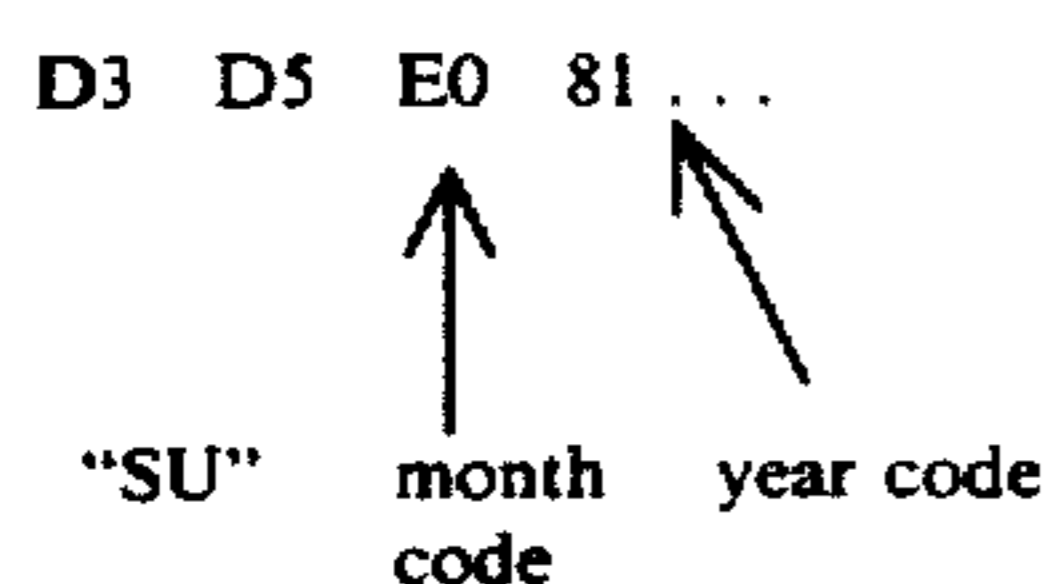 D3 D5 E0 81 . . .
“SU” month year code
code